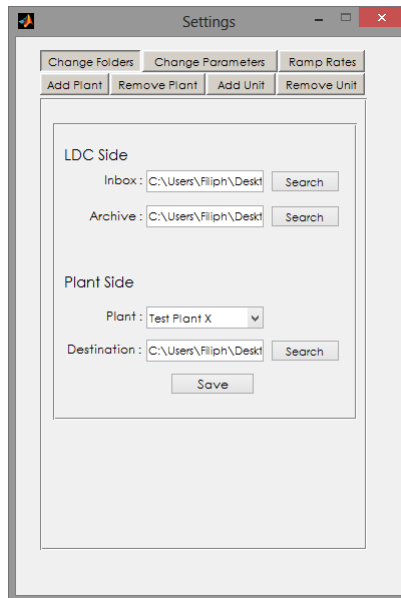 Settings
Change Folders Change Parameters Ramp Rates
Add Plant Remove Plant Add Unit Remove Unit
LDC Side
Inbox : C:\Users\Filiph\Deskt Search
Archive : C:\Users\Filiph\Deskt Search
Plant Side
Plant : Test Plant X
Destination : C:\Users\Filiph\Deskt Search
Save